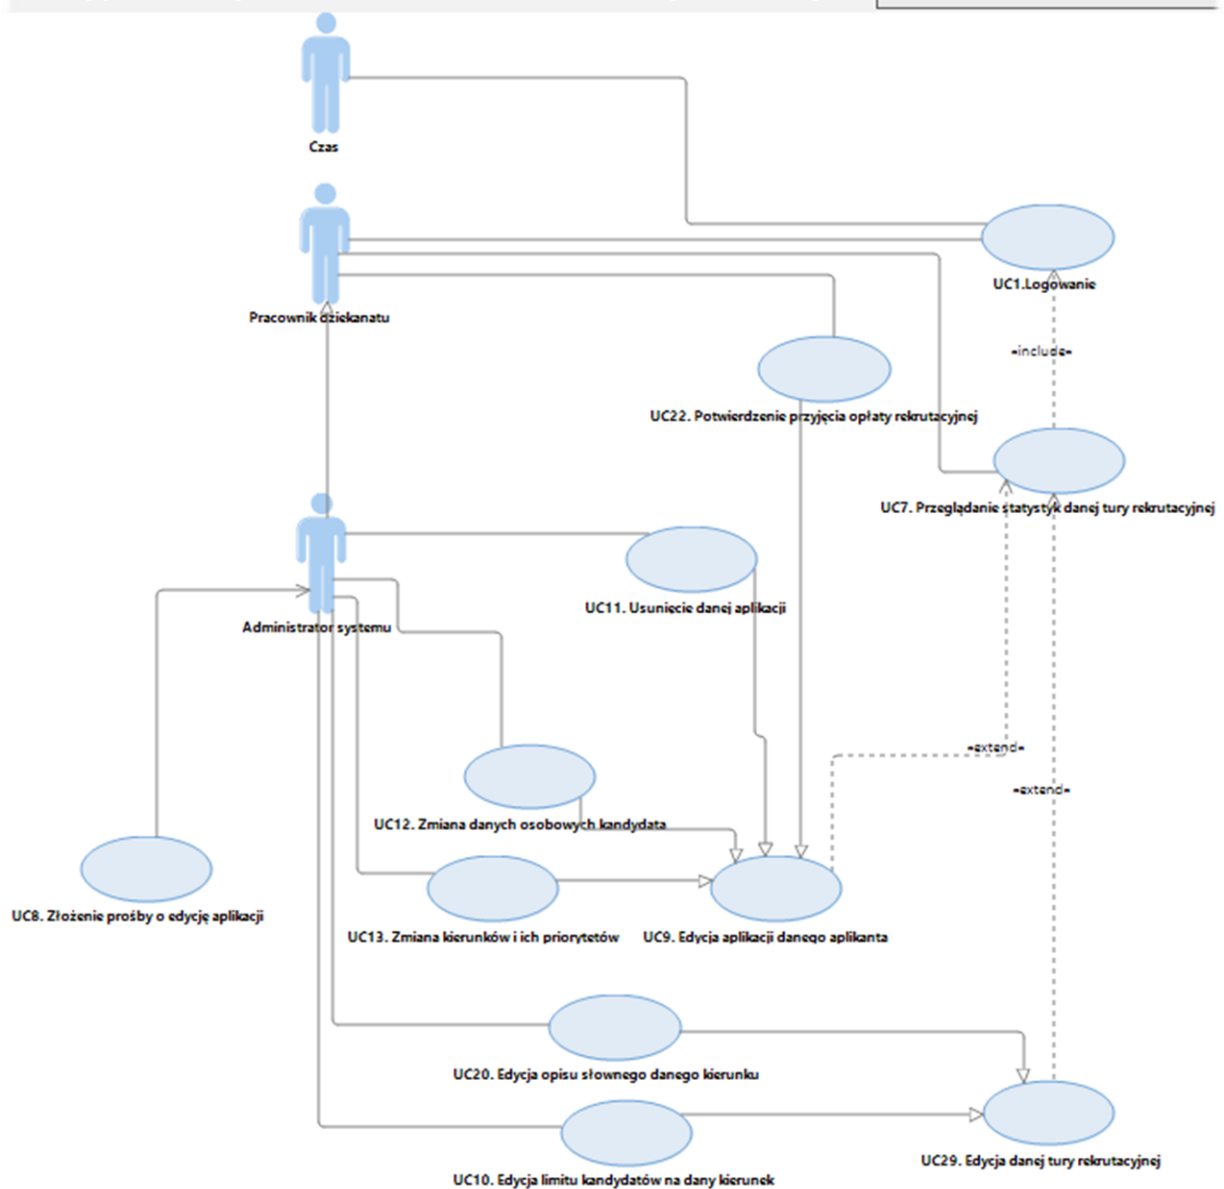 Czas
Pracownik dziekanatu
UC1.Logowanie
«include»
UC22. Potwierdzenie przyjęcia opłaty rekrutacyjnej
UC7. Przeglądanie statystyk danej tury rekrutacyjnej
UC11. Usuniecie danej aplikacji
Administrator systemu
«extend»
«extend»
UC12. Zmiana danych osobowych kandydata
UC8. Złożenie prośby o edycję aplikacji
UC13. Zmiana kierunków i ich priorytetów
UC9. Edycja aplikacji danego aplikanta
UC20. Edycja opisu słownego danego kierunku
UC29. Edycja danej tury rekrutacyjnej
UC10. Edycja limitu kandydatów na dany kierunek